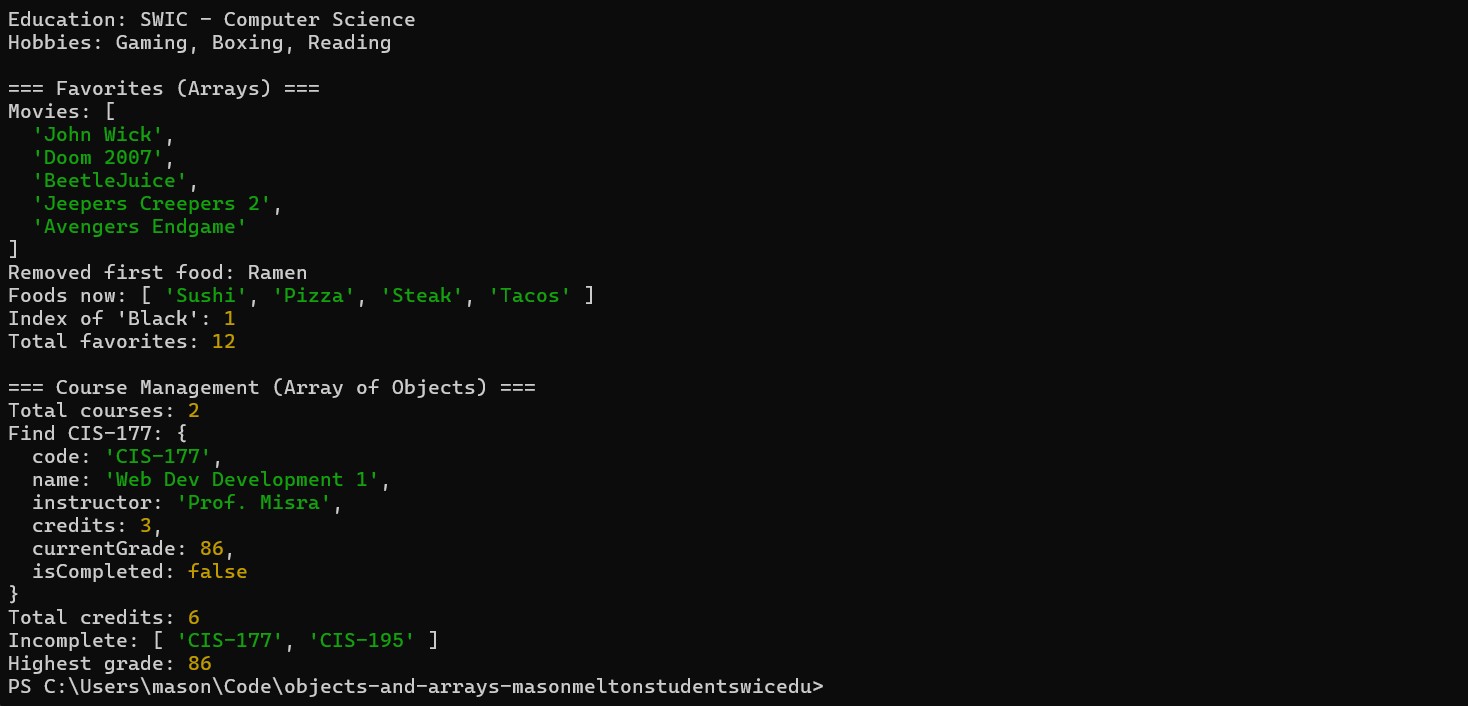 Education: SWIC - Computer Science
Hobbies: Gaming, Boxing, Reading
=== Favorites (Arrays) ===
Movies: [
  'John Wick',
  'Doom 2007',
  'BeetleJuice',
  'Jeepers Creepers 2',
  'Avengers Endgame'
]
Removed first food: Ramen
Foods now: [ 'Sushi', 'Pizza', 'Steak', 'Tacos' ]
Index of 'Black': 1
Total favorites: 12
=== Course Management (Array of Objects) ===
Total courses: 2
Find CIS-177: {
  code: 'CIS-177',
  name: 'Web Dev Development 1',
  instructor: 'Prof. Misra',
  credits: 3,
  currentGrade: 86,
  isCompleted: false
}
Total credits: 6
Incomplete: [ 'CIS-177', 'CIS-195' ]
Highest grade: 86
PS C:\Users\mason\Code\objects-and-arrays-masonmeltonstudentswicedu>